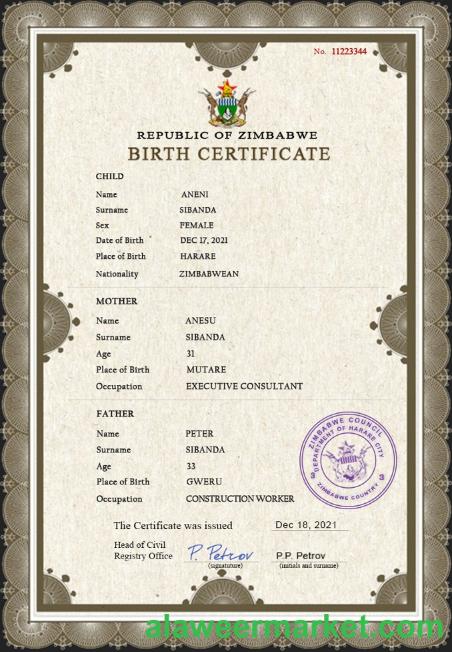 No. 11223344
REPUBLIC OF ZIMBABWE
BIRTH CERTIFICATE
CHILD
Name ANENI
Surname SIBANDA
Sex FEMALE
Date of Birth DEC 17, 2021
Place of Birth HARARE
Nationality ZIMBABWEAN
MOTHER
Name ANESU
Surname SIBANDA
Age 31
Place of Birth MUTARE
Occupation EXECUTIVE CONSULTANT
FATHER
Name PETER
Surname SIBANDA
Age 33
Place of Birth GWERU
Occupation CONSTRUCTION WORKER
ZIMBABWE COUNCIL
DEPARTMENT OF HARARE CITY
3 3
ZIMBABWE COUNTRY
The Certificate was issued Dec 18, 2021
Head of Civil
Registry Office P. Petrov P.P. Petrov
(signatuture) (initials and surname)
alaweermarket.com